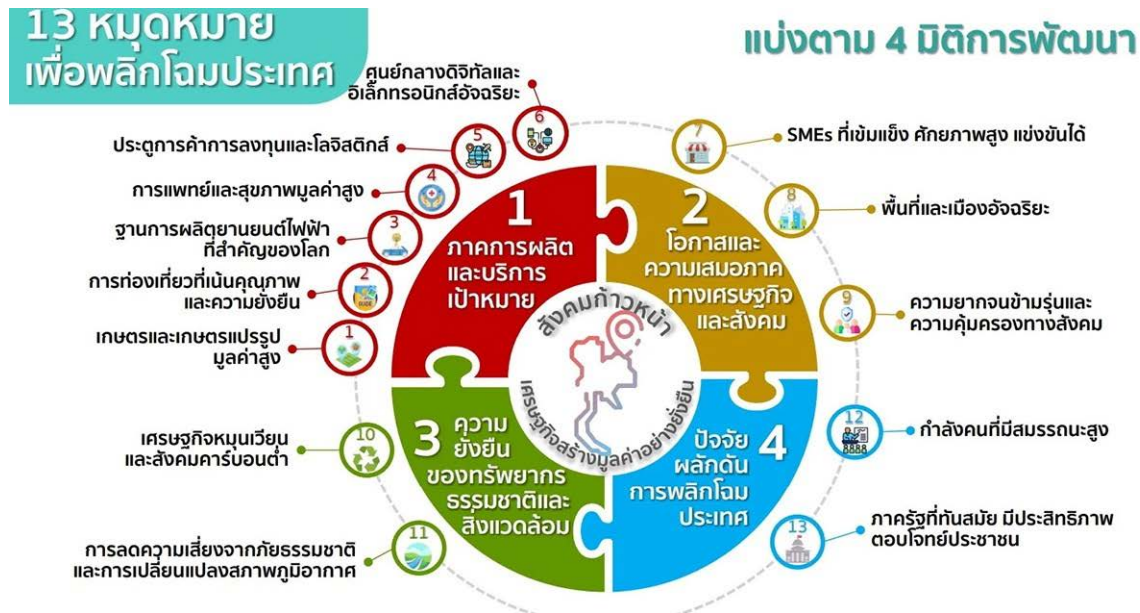 13 หมุดหมาย
เพื่อพลิกโฉมประเทศ
แบ่งตาม 4 มิติการพัฒนา
ศูนย์กลางดิจิทัลและ
อิเล็กทรอนิกส์อัจฉริยะ
6
ประตูการค้าการลงทุนและโลจิสติกส์
5
การแพทย์และสุขภาพมูลค่าสูง
4
ฐานการผลิตยานยนต์ไฟฟ้า
ที่สำคัญของโลก
3
การท่องเที่ยวที่เน้นคุณภาพ
และความยั่งยืน
2
GUIDE
เกษตรและเกษตรแปรรูป
มูลค่าสูง
1
1
ภาคการผลิต
และบริการ
เป้าหมาย
2
โอกาสและ
ความเสมอภาค
ทางเศรษฐกิจ
และสังคม
7
SMEs ที่เข้มแข็ง ศักยภาพสูง แข่งขันได้
8
พื้นที่และเมืองอัจฉริยะ
9
ความยากจนข้ามรุ่นและ
ความคุ้มครองทางสังคม
สังคมก้าวหน้า
เศรษฐกิจสร้างมูลค่าอย่างยั่งยืน
3 ความ
ยั่งยืน
ของทรัพยากร
ธรรมชาติและ
สิ่งแวดล้อม
10
เศรษฐกิจหมุนเวียน
และสังคมคาร์บอนต่ำ
11
การลดความเสี่ยงจากภัยธรรมชาติ
และการเปลี่ยนแปลงสภาพภูมิอากาศ
4
ปัจจัย
ผลักดัน
การพลิกโฉม
ประเทศ
12
กำลังคนที่มีสมรรถนะสูง
13
ภาครัฐที่ทันสมัย มีประสิทธิภาพ
ตอบโจทย์ประชาชน